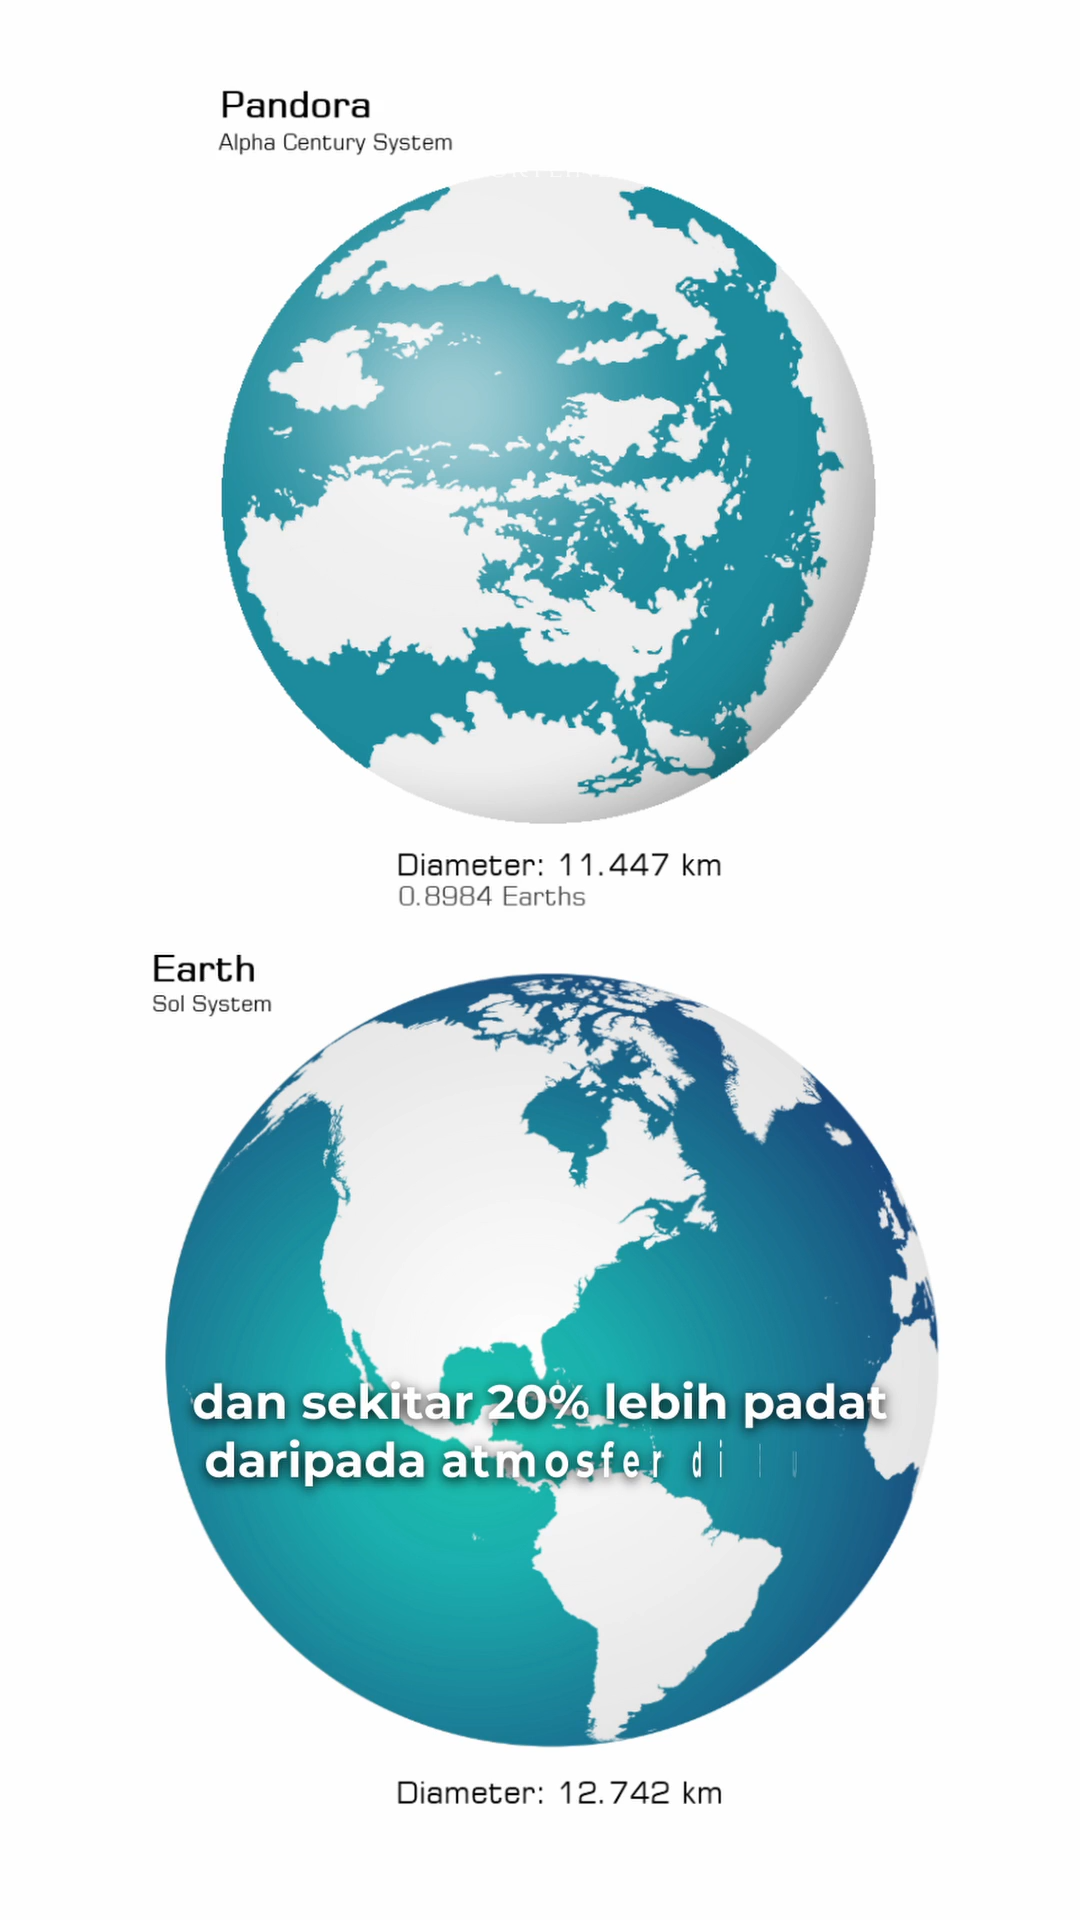 Pandora
Alpha Century System
Diameter: 11.447 km
0.8984 Earths
Earth
Sol System
dan sekitar 20% lebih padat
daripada atmosfer di
Diameter: 12.742 km